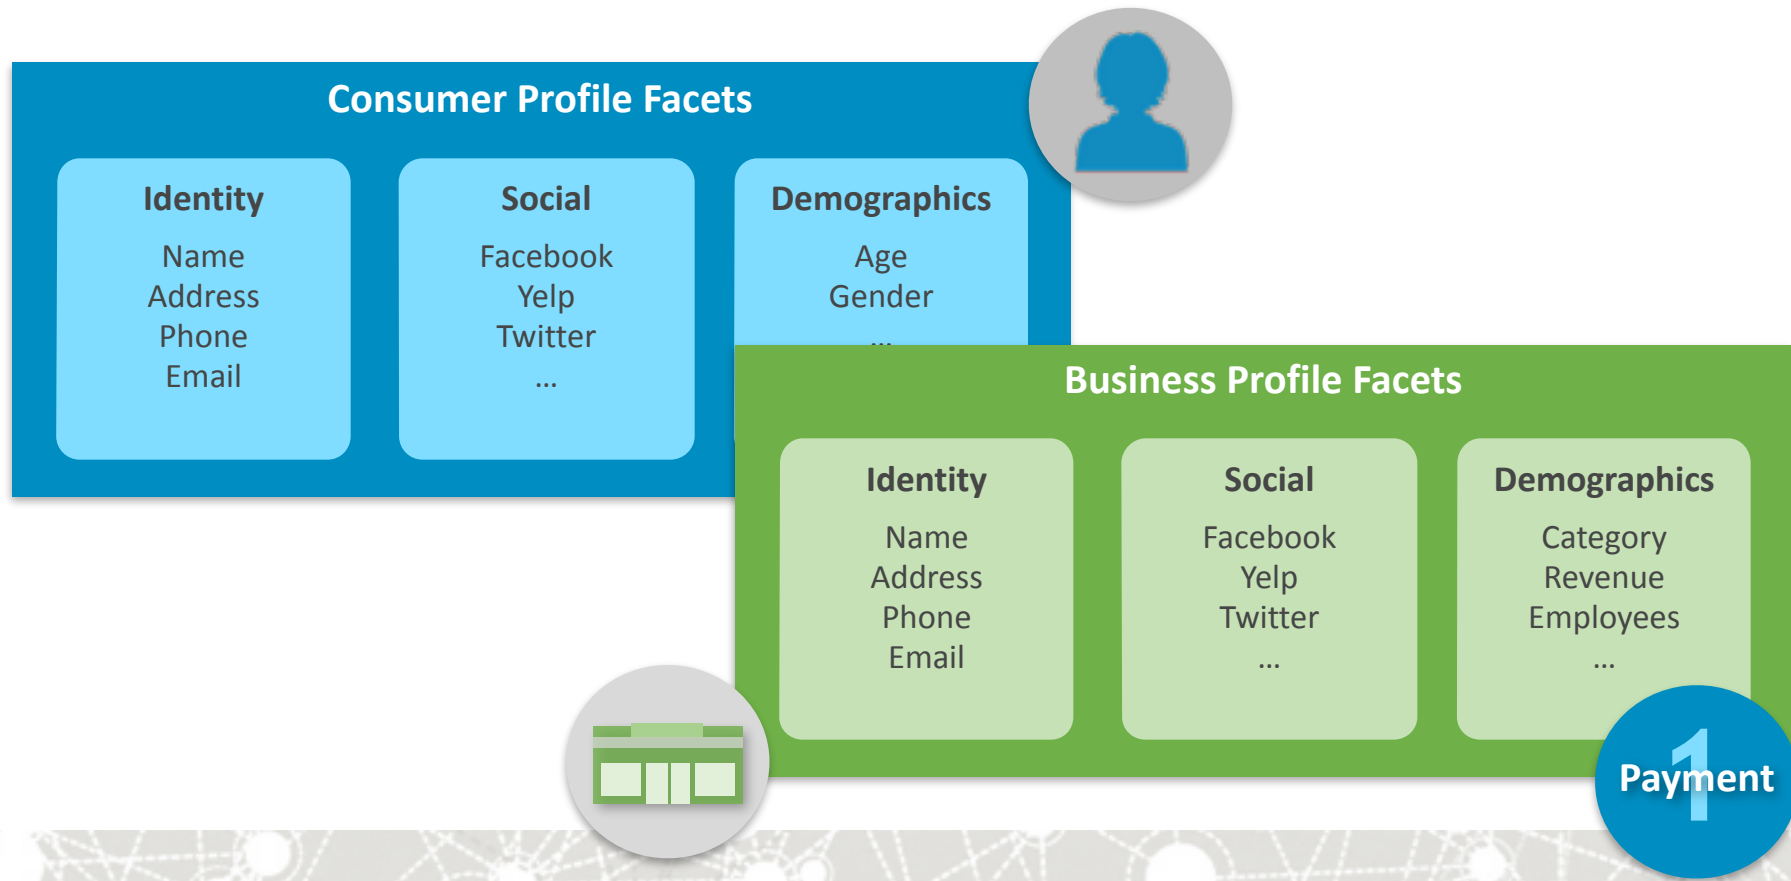 Consumer Profile Facets
Identity
Name
Address
Phone
Email
Social
Facebook
Yelp
Twitter
...
Demographics
Age
Gender
...
Business Profile Facets
Identity
Name
Address
Phone
Email
Social
Facebook
Yelp
Twitter
...
Demographics
Category
Revenue
Employees
...
1
Payment